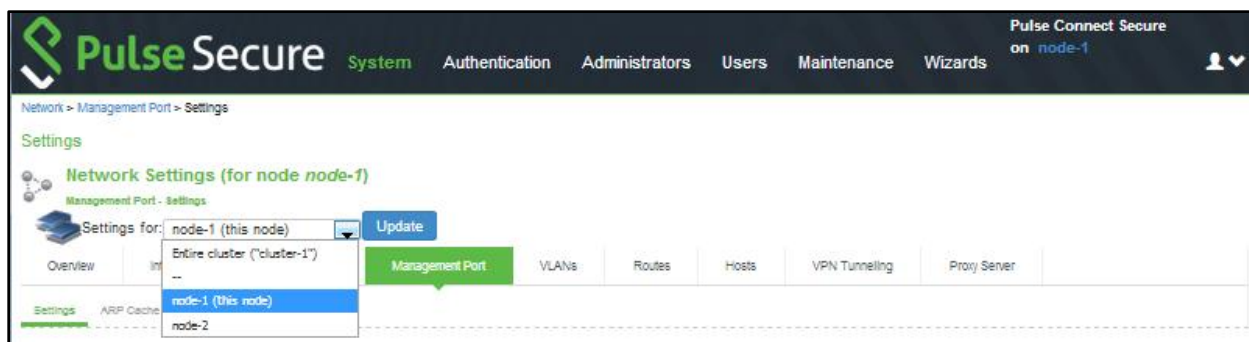 Pulse Secure
System Authentication Administrators Users Maintenance Wizards
Pulse Connect Secure
on node-1
Network > Management Port > Settings
Settings
Network Settings (for node node-1)
Management Port - Settings
Settings for: node-1 (this node) Update
Entire cluster ("cluster-1")
--
node-1 (this node)
node-2
Overview Management Port VLANs Routes Hosts VPN Tunneling Proxy Server
Settings ARP Cache